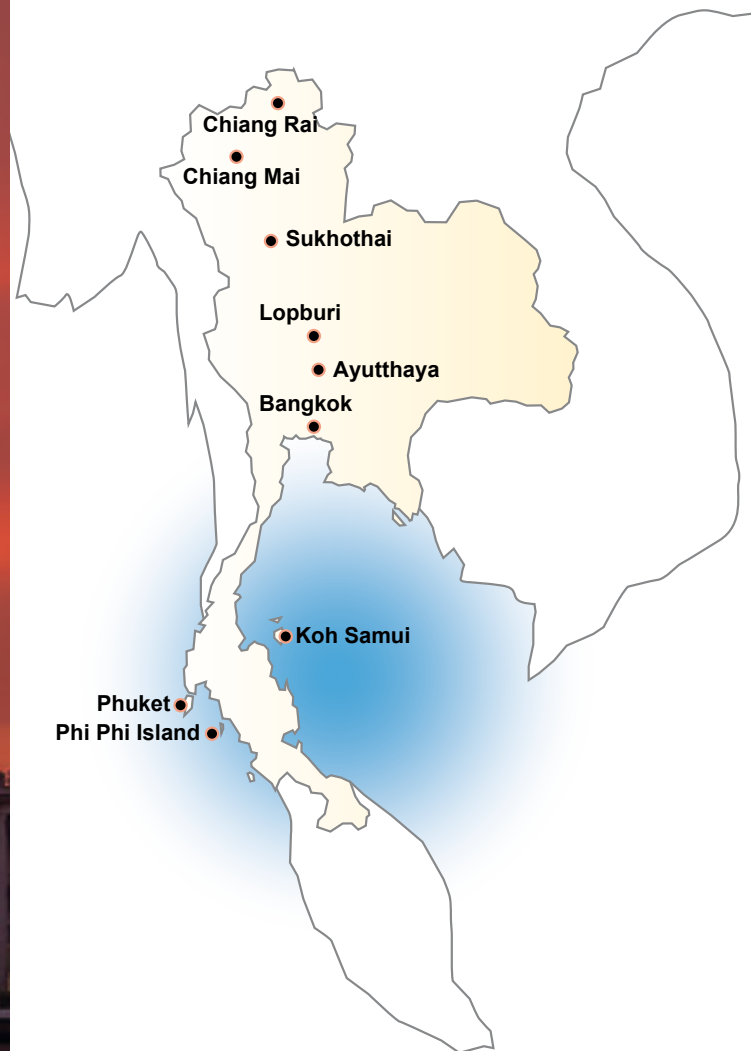 Chiang Rai
Chiang Mai
Sukhothai
Lopburi
Ayutthaya
Bangkok
Koh Samui
Phuket
Phi Phi Island